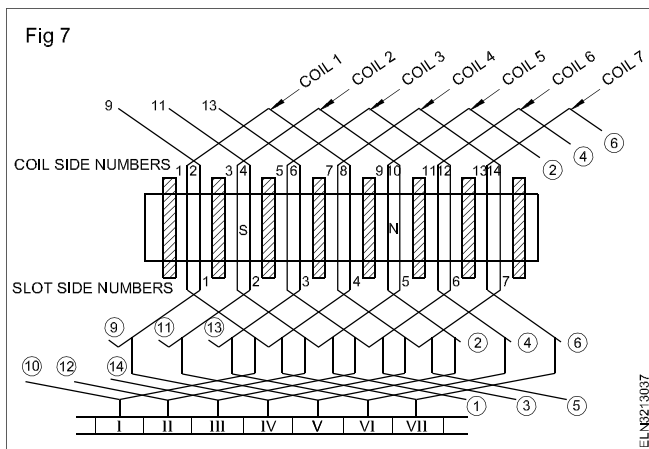 Fig 7
COIL 1
COIL 2
COIL 3
COIL 4
COIL 5
COIL 6
COIL 7
9 11 13
6
4
2
COIL SIDE NUMBERS
1 2 3 4 5 6 7 8 9 10 11 12 13 14
S N
SLOT SIDE NUMBERS
1 2 3 4 5 6 7
9 11 13 2 4 6
10 12 14
1 3 5
I II III IV V VI VII
ELN3213037